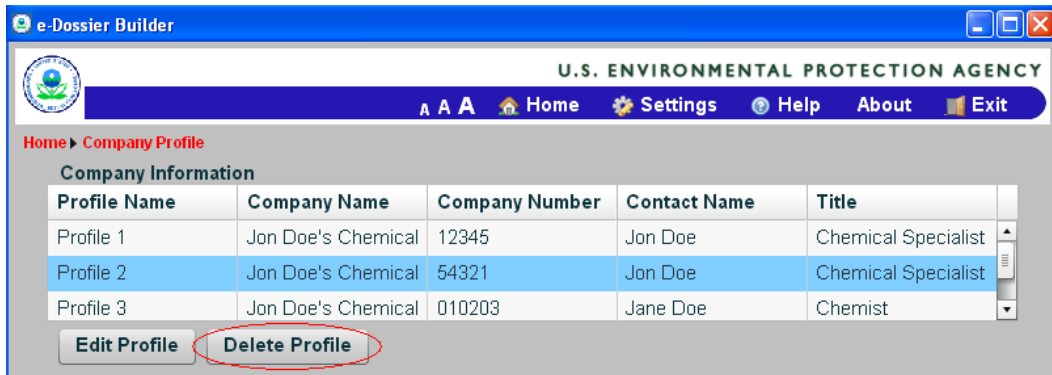 e-Dossier Builder
U.S. ENVIRONMENTAL PROTECTION AGENCY
A A A Home Settings Help About Exit
Home Company Profile
Company Information
Profile Name Company Name Company Number Contact Name Title
Profile 1 Jon Doe's Chemical 12345 Jon Doe Chemical Specialist
Profile 2 Jon Doe's Chemical 54321 Jon Doe Chemical Specialist
Profile 3 Jon Doe's Chemical 010203 Jane Doe Chemist
Edit Profile Delete Profile